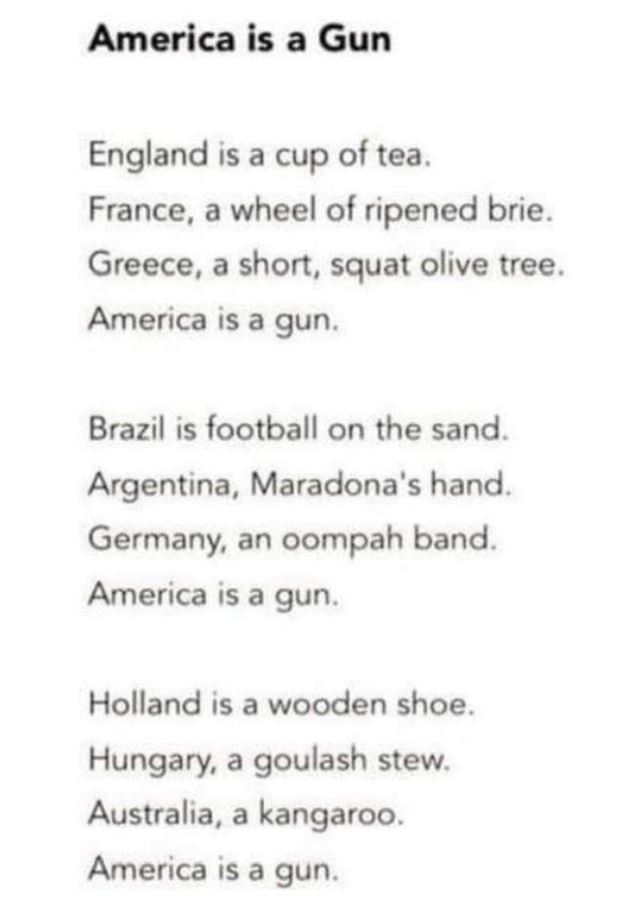 America is a Gun
England is a cup of tea.
France, a wheel of ripened brie.
Greece, a short, squat olive tree.
America is a gun.
Brazil is football on the sand.
Argentina, Maradona's hand.
Germany, an oompah band.
America is a gun.
Holland is a wooden shoe.
Hungary, a goulash stew.
Australia, a kangaroo.
America is a gun.